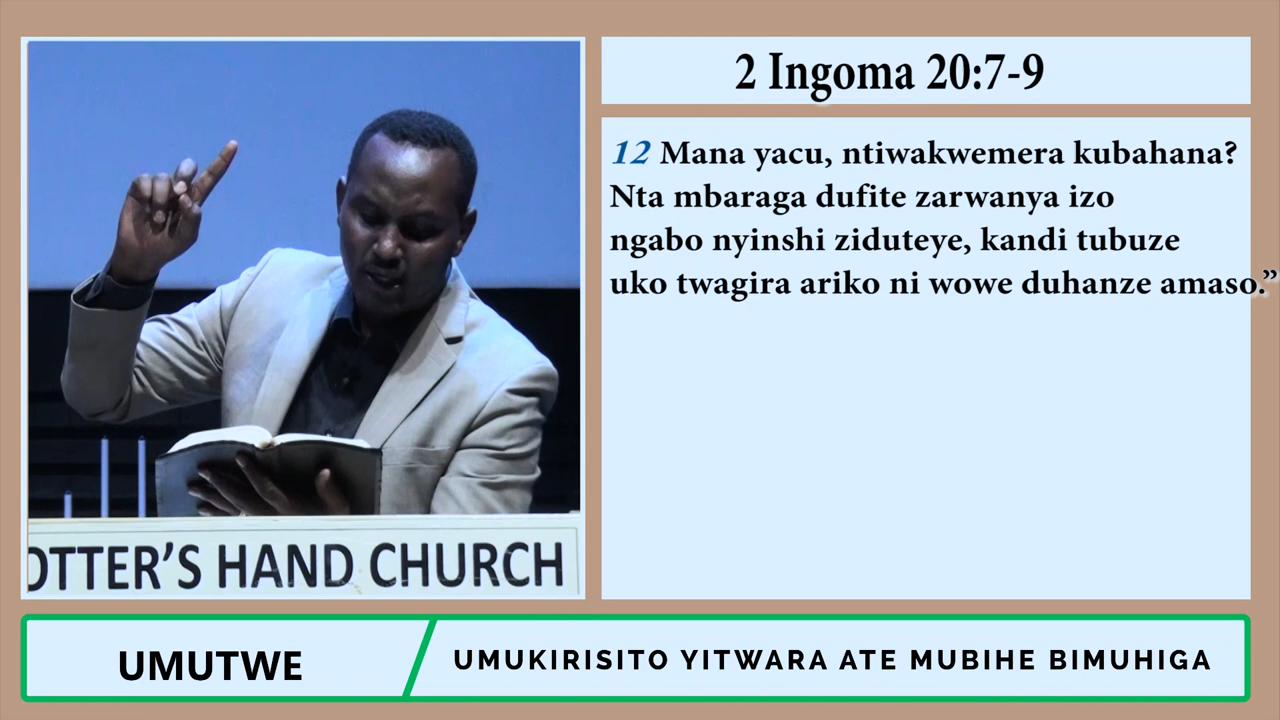 2 Ingoma 20:7-9
12 Mana yacu, ntiwakwemera kubahana?
Nta mbaraga dufite zarwanya izo
ngabo nyinshi ziduteye, kandi tubuze
uko twagira ariko ni wowe duhanze amaso.”
OTTER’S HAND CHURCH
UMUTWE
UMUKIRISITO YITWARA ATE MUBIHE BIMUHIGA